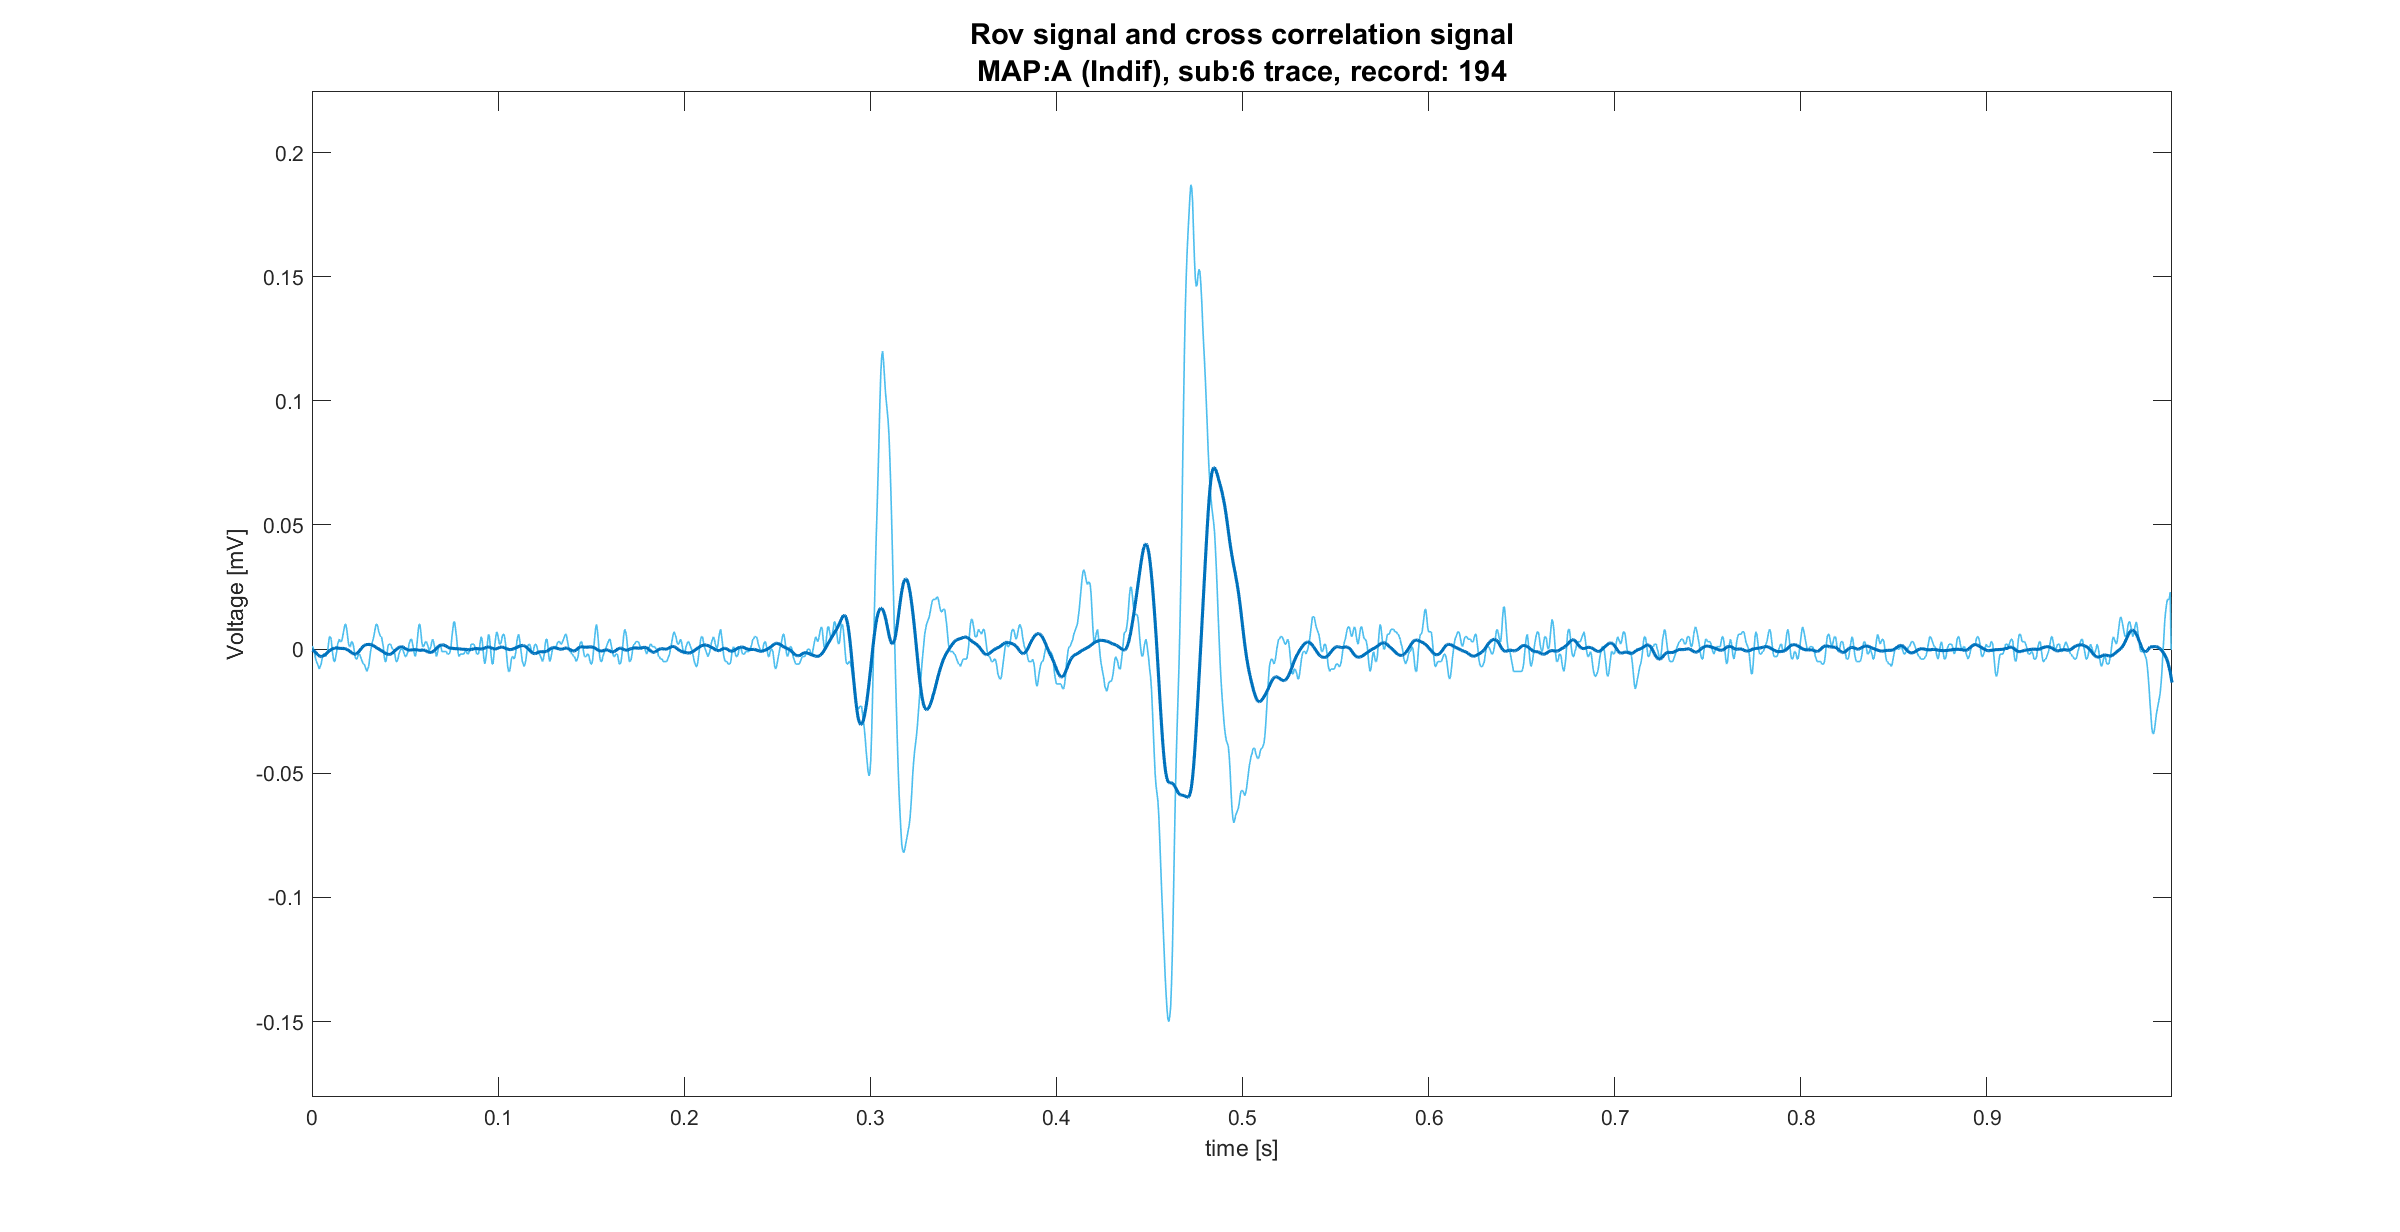 Rov signal and cross correlation signal
MAP:A (Indif), sub:6 trace, record: 194
0.2
0.15
0.1
0.05
0
-0.05
-0.1
-0.15
Voltage [mV]
0 0.1 0.2 0.3 0.4 0.5 0.6 0.7 0.8 0.9
time [s]